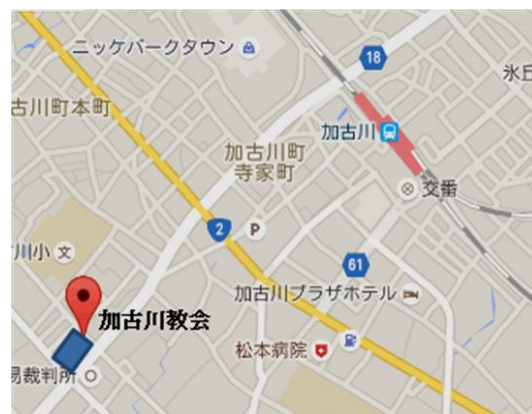 ニッケパークタウン
18
氷丘
古川町本町
加古川
加古川町
寺家町
交番
2
P
61
川小
文
加古川プラザホテル
加古川教会
松本病院
易裁判所